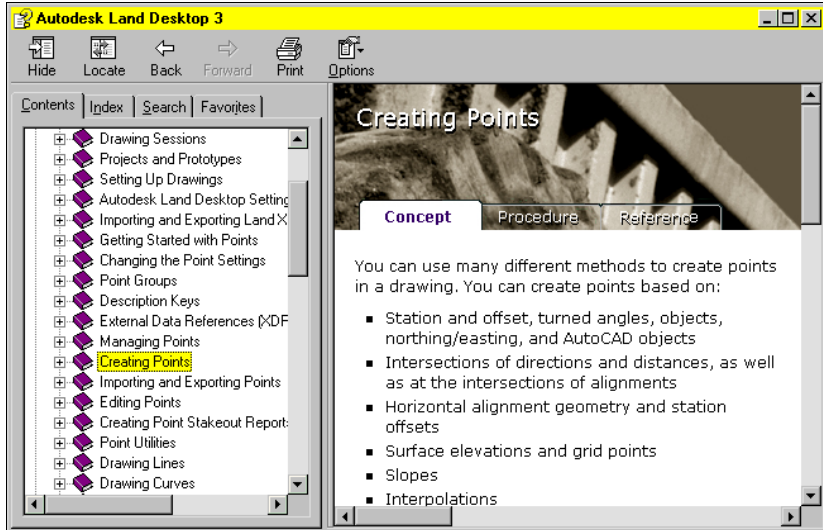 Autodesk Land Desktop 3
Hide Locate Back Forward Print Options
Contents Index Search Favorites
Drawing Sessions
Projects and Prototypes
Setting Up Drawings
Autodesk Land Desktop Setting
Importing and Exporting Land X
Getting Started with Points
Changing the Point Settings
Point Groups
Description Keys
External Data References (XDF
Managing Points
Creating Points
Importing and Exporting Points
Editing Points
Creating Point Stakeout Reports
Point Utilities
Drawing Lines
Drawing Curves
Creating Points
Concept Procedure Reference
You can use many different methods to create points
in a drawing. You can create points based on:
▪ Station and offset, turned angles, objects,
northing/easting, and AutoCAD objects
▪ Intersections of directions and distances, as well
as at the intersections of alignments
▪ Horizontal alignment geometry and station
offsets
▪ Surface elevations and grid points
▪ Slopes
▪ Interpolations